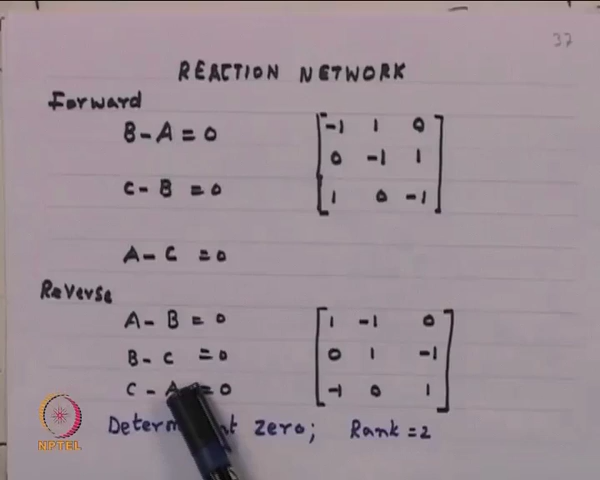 37
REACTION NETWORK
Forward
B - A = 0
-1 1 0
0 -1 1
C - B = 0
1 0 -1
A - C = 0
Reverse
A - B = 0
1 -1 0
B - C = 0
0 1 -1
C - A = 0
-1 0 1
zero; Rank = 2
NPTEL